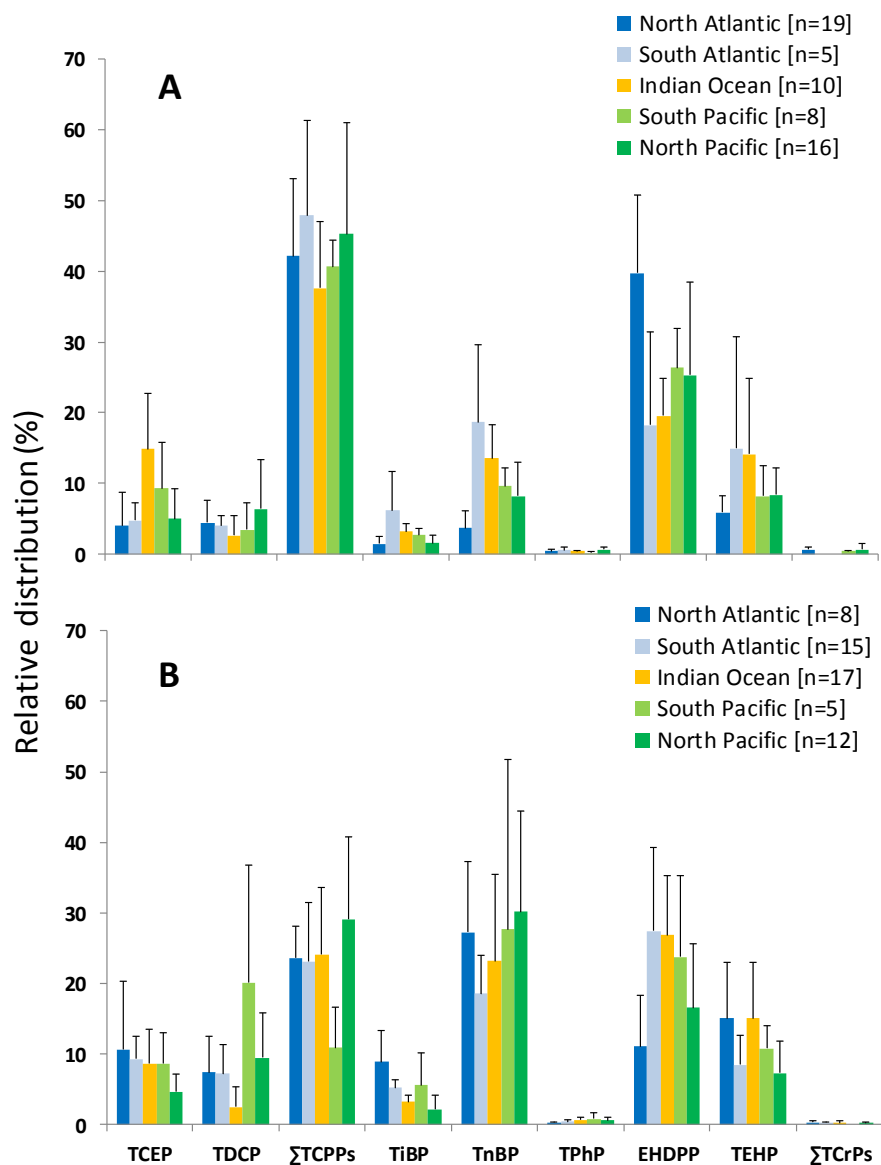 A
North Atlantic [n=19]
South Atlantic [n=5]
Indian Ocean [n=10]
South Pacific [n=8]
North Pacific [n=16]
70
60
50
40
30
20
10
0
Relative distribution (%)
B
North Atlantic [n=8]
South Atlantic [n=15]
Indian Ocean [n=17]
South Pacific [n=5]
North Pacific [n=12]
70
60
50
40
30
20
10
0
TCEP TDCP ∑TCPPs TiBP TnBP TPhP EHDPP TEHP ∑TCrPs